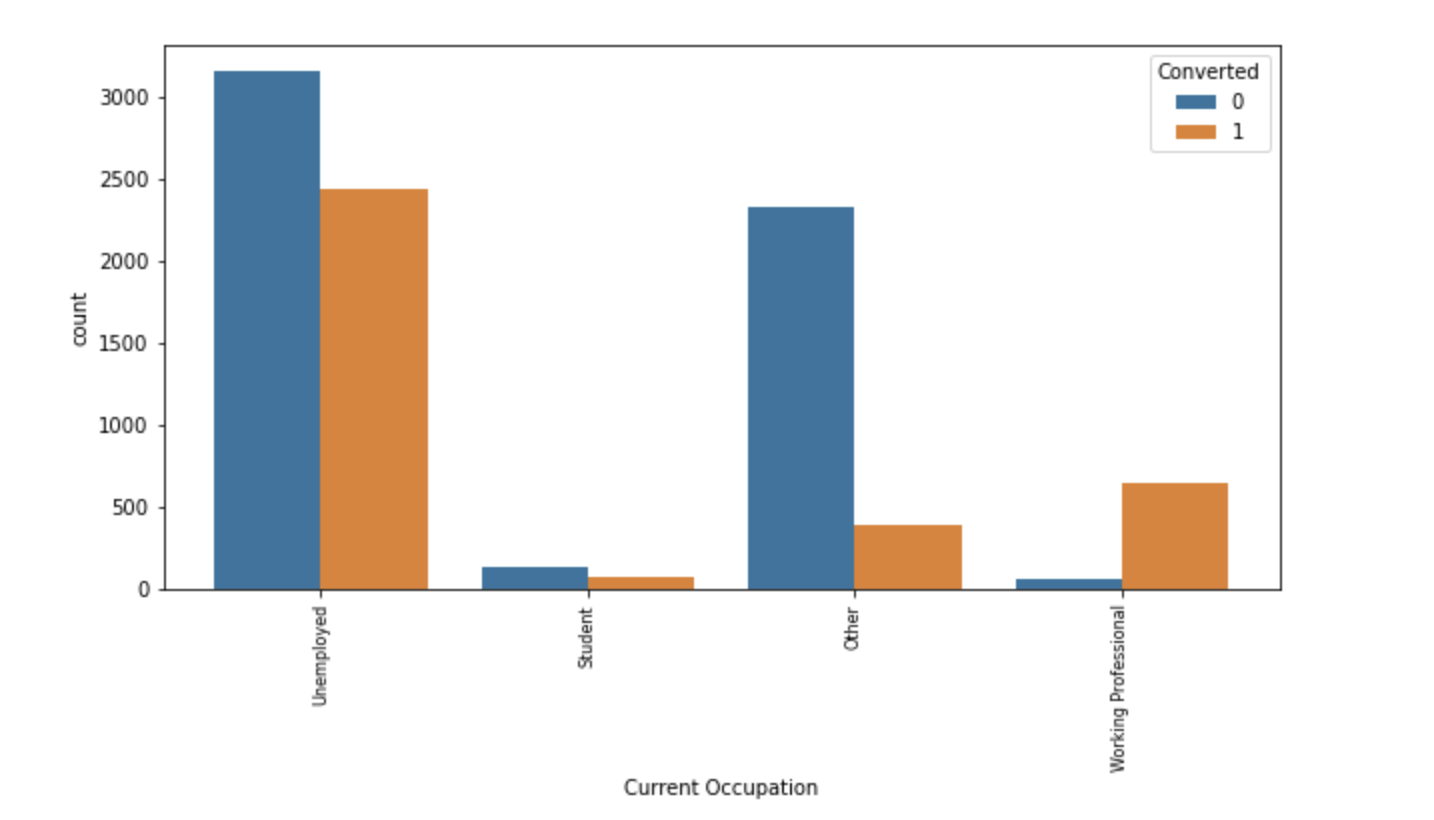 3000
2500
2000
1500
1000
500
0
count
Converted
0
1
Unemployed
Student
Other
Working Professional
Current Occupation